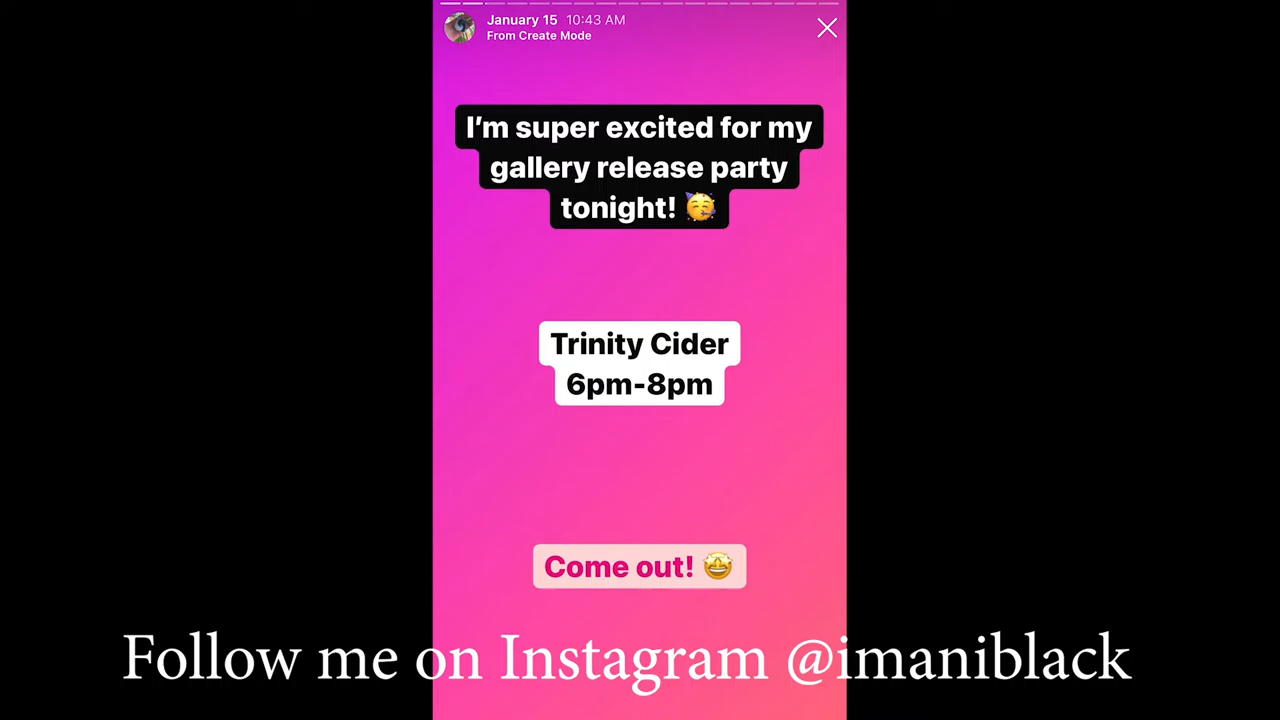 January 15 10:43 AM
From Create Mode
I’m super excited for my
gallery release party
tonight! 🥳
Trinity Cider
6pm-8pm
Come out! 🤩
Follow me on Instagram @imaniblack